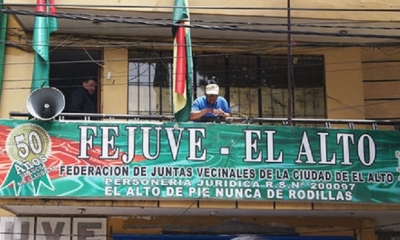 50
Años
FEJUVE - EL ALTO
FEDERACION DE JUNTAS VECINALES DE LA CIUDAD DE EL ALTO
PERSONERIA JURIDICA R.S.N° 200097
EL ALTO DE PIE NUNCA DE RODILLAS